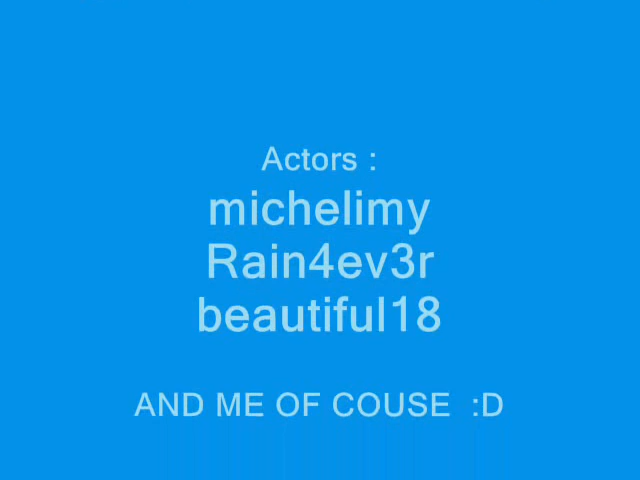 Actors :
michelimy
Rain4ev3r
beautiful18
AND ME OF COUSE  :D